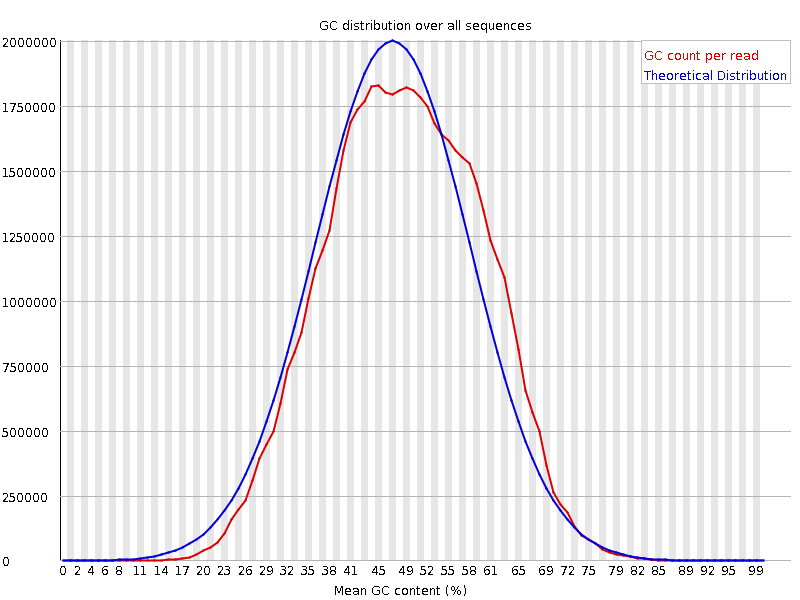 GC distribution over all sequences
2000000
GC count per read
Theoretical Distribution
1750000
1500000
1250000
1000000
750000
500000
250000
0
0 2 4 6 8 11 14 17 20 23 26 29 32 35 38 41 45 49 52 55 58 61 65 69 72 75 79 82 85 89 92 95 99
Mean GC content (%)